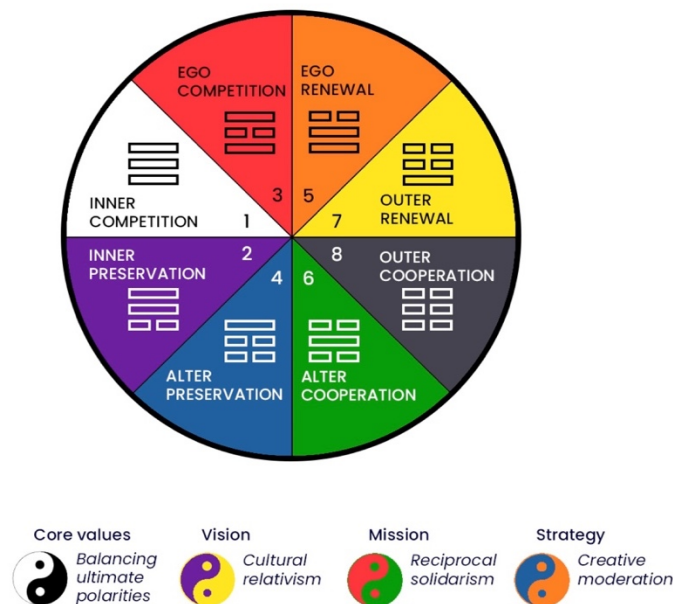 EGO
COMPETITION
EGO
RENEWAL
INNER
COMPETITION
3
5
OUTER
RENEWAL
1
7
INNER
PRESERVATION
2
8
OUTER
COOPERATION
4
6
ALTER
PRESERVATION
ALTER
COOPERATION
Core values
Balancing
ultimate
polarities
Vision
Cultural
relativism
Mission
Reciprocal
solidarism
Strategy
Creative
moderation